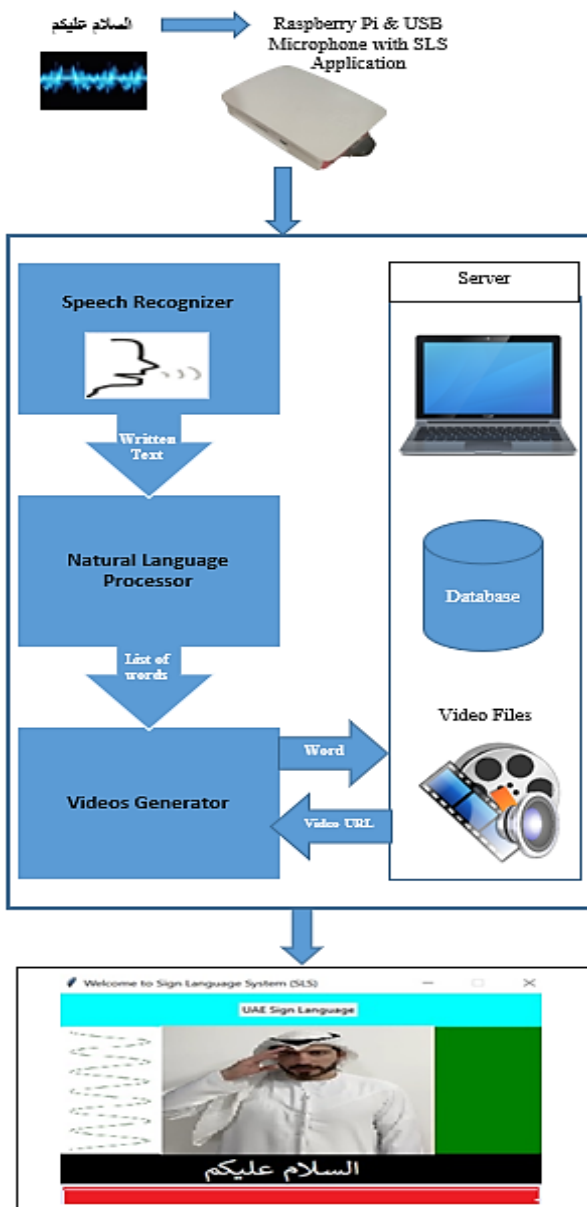 السلام عليكم
Raspberry Pi & USB
Microphone with SLS
Application
Speech Recognizer
Written
Text
Natural Language
Processor
List of
words
Videos Generator
Server
Database
Video Files
Word
Video URL
Welcome to Sign Language System (SLS)
UAE Sign Language
السلام عليكم